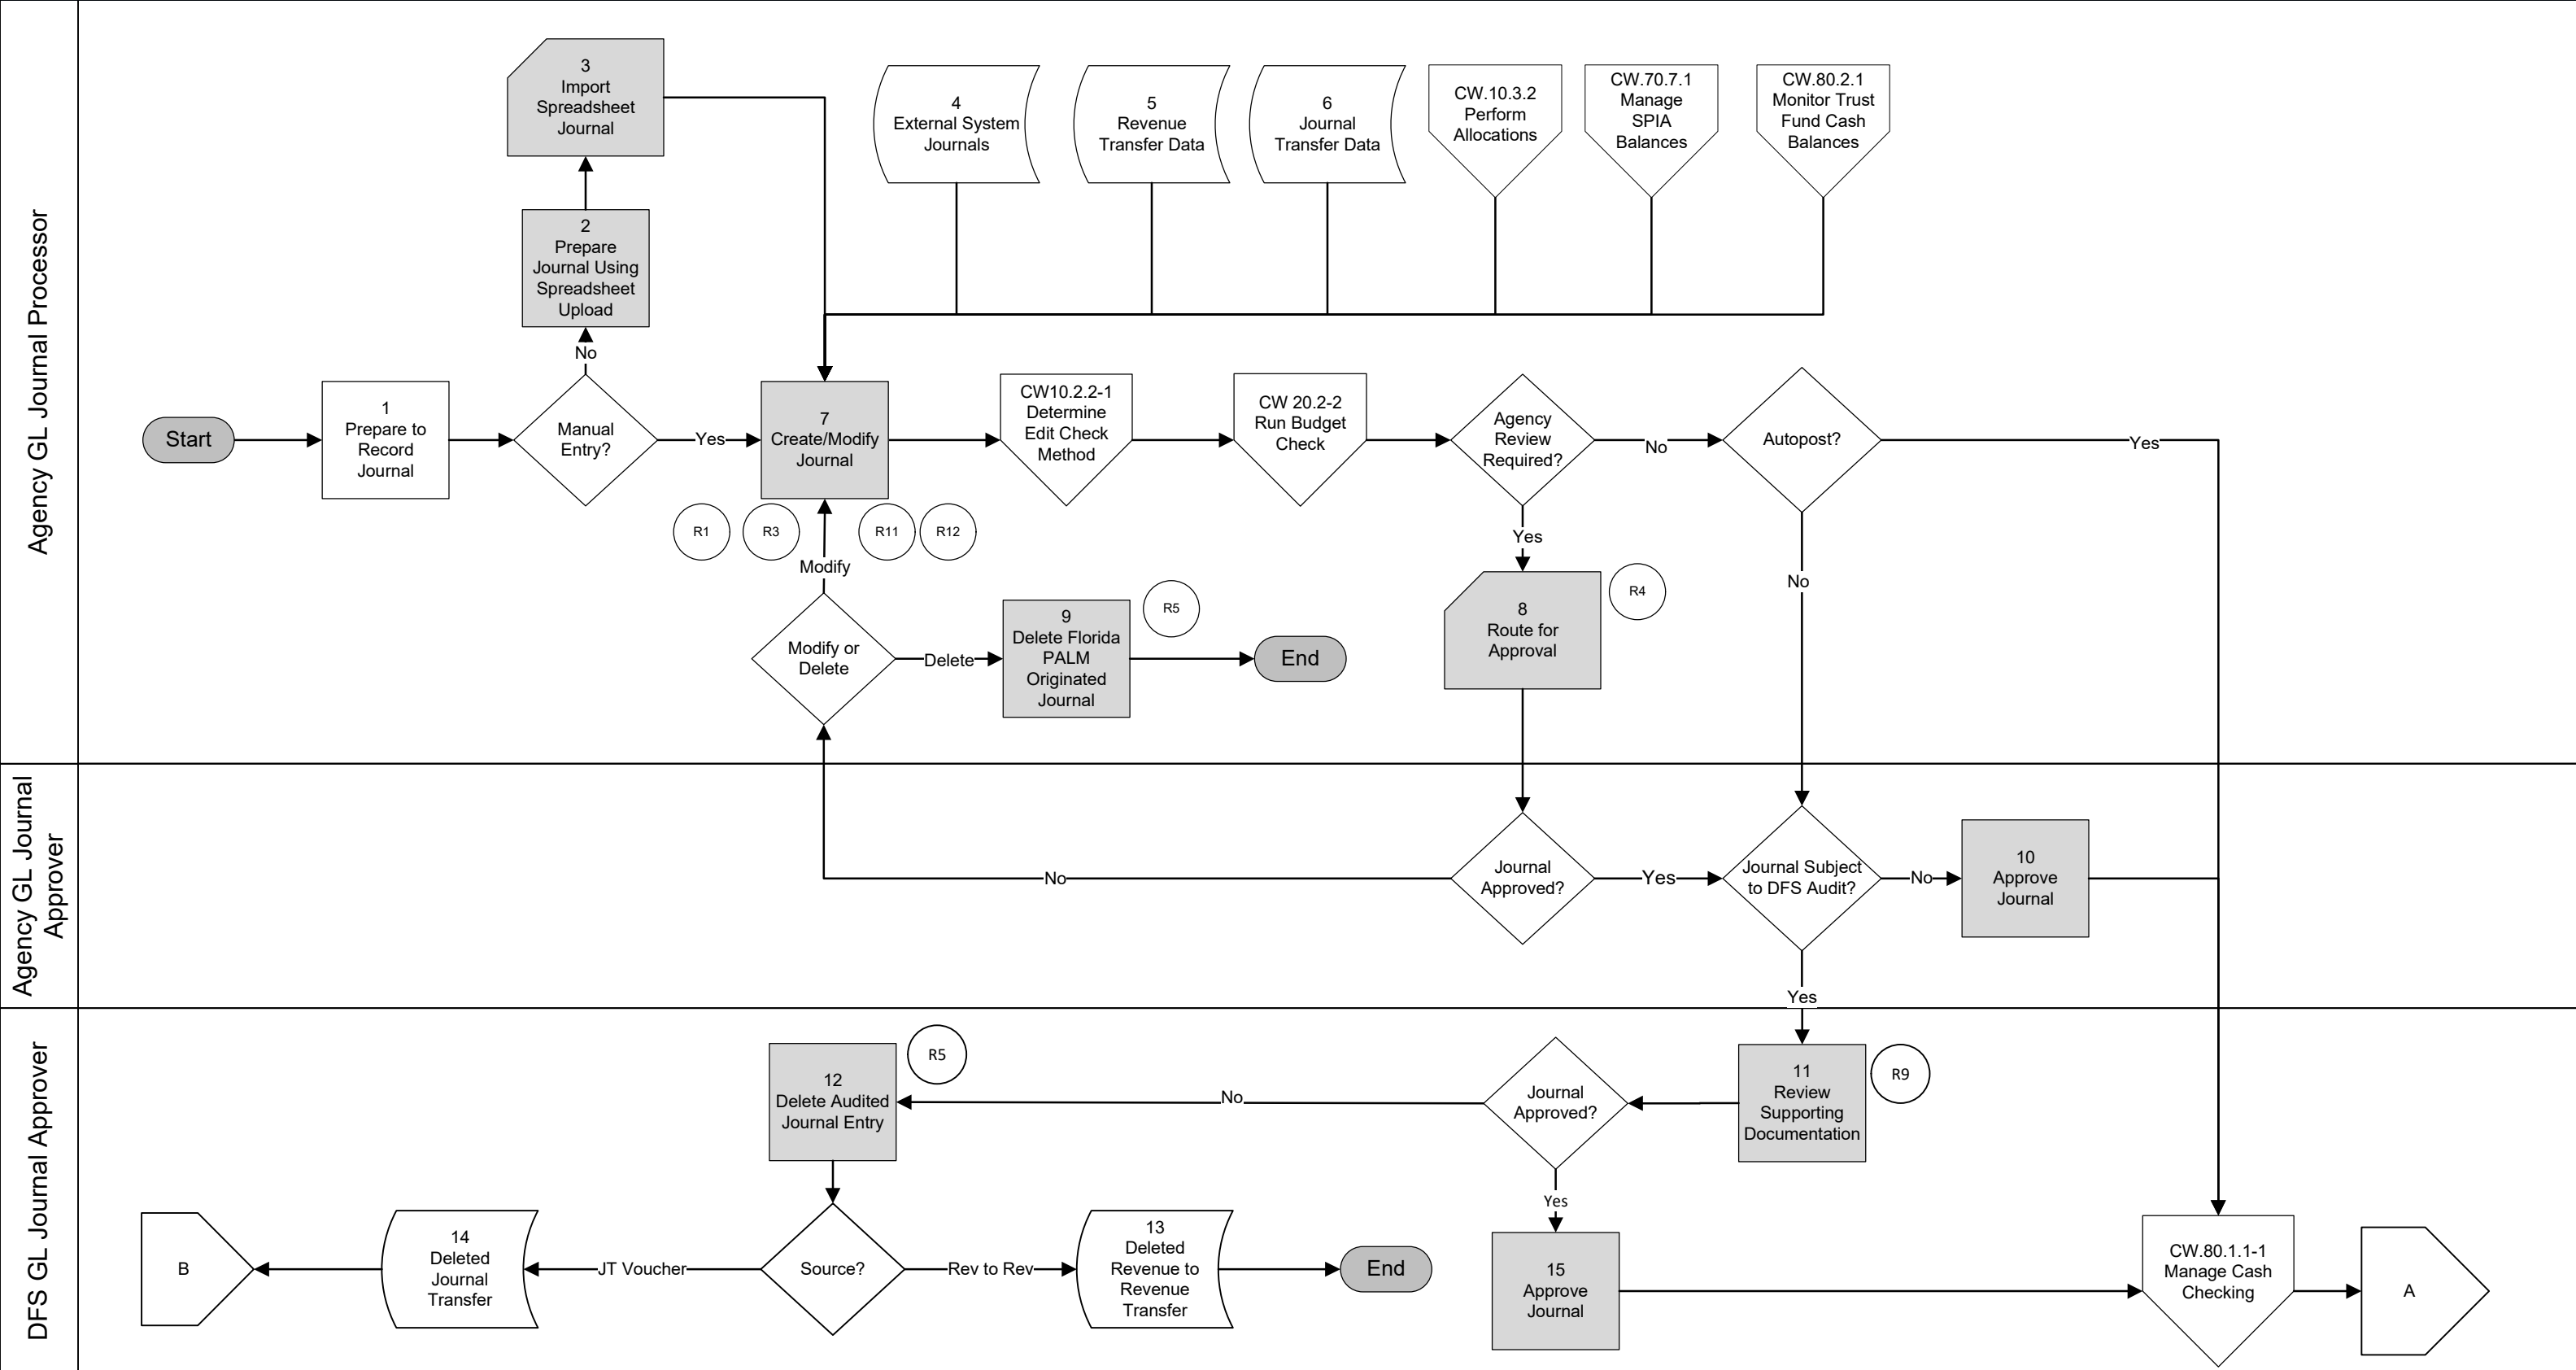 Agency GL Journal Processor
3
Import
Spreadsheet
Journal
4
External System
Journals
5
Revenue
Transfer Data
6
Journal
Transfer Data
CW.10.3.2
Perform
Allocations
CW.70.7.1
Manage
SPIA
Balances
CW.80.2.1
Monitor Trust
Fund Cash
Balances
2
Prepare
Journal Using
Spreadsheet
Upload
No
Start
1
Prepare to
Record
Journal
Manual
Entry?
Yes
7
Create/Modify
Journal
CW10.2.2-1
Determine
Edit Check
Method
CW 20.2-2
Run Budget
Check
Agency
Review
Required?
No
Autopost?
Yes
R1
R3
R11
R12
Modify
Yes
No
Modify or
Delete
Delete
9
Delete Florida
PALM
Originated
Journal
R5
End
8
Route for
Approval
R4
Agency GL Journal
Approver
No
Journal
Approved?
Yes
Journal Subject
to DFS Audit?
No
10
Approve
Journal
Yes
DFS GL Journal Approver
12
Delete Audited
Journal Entry
R5
No
Journal
Approved?
11
Review
Supporting
Documentation
R9
Yes
B
14
Deleted
Journal
Transfer
JT Voucher
Source?
Rev to Rev
13
Deleted
Revenue to
Revenue
Transfer
End
15
Approve
Journal
CW.80.1.1-1
Manage Cash
Checking
A